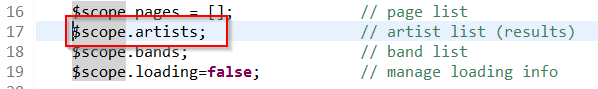 16 $scope.pages = []; // page list
17 $scope.artists; // artist list (results)
18 $scope.bands; // band list
19 $scope.loading=false; // manage loading info